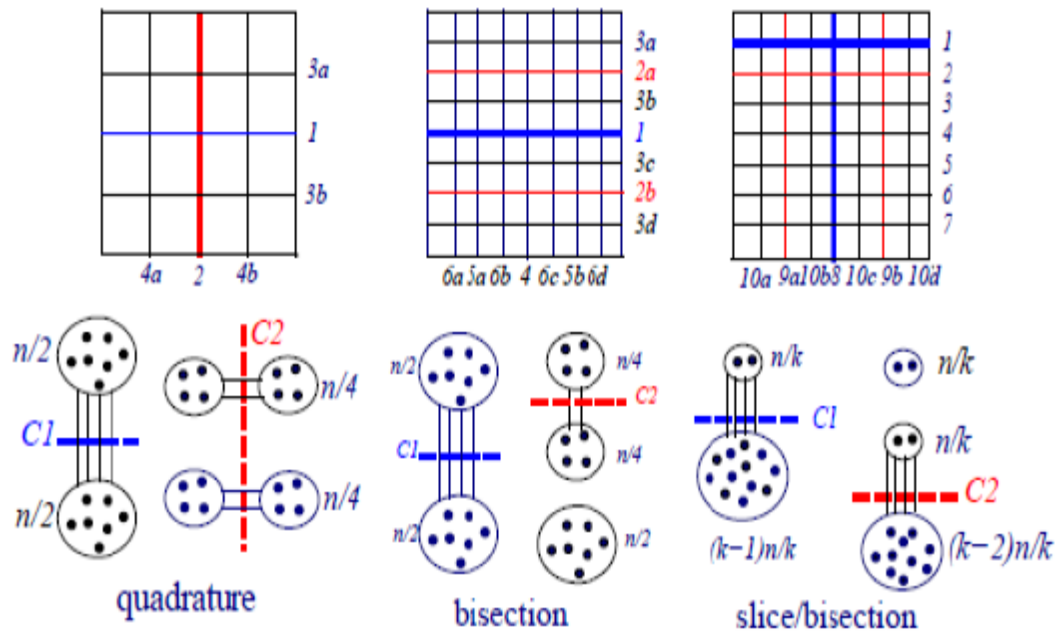 3a
1
3b
4a 2 4b
3a
2a
3b
1
3c
2b
3d
6a 5a 6b 4 6c 5b 6d
1
2
3
4
5
6
7
10a 9a 10b 8 10c 9b 10d
n/2
C1
n/2
C2
n/4
n/4
quadrature
n/2
C1
n/2
n/4
C2
n/4
n/2
bisection
n/k
C1
(k−1)n/k
n/k
n/k
C2
(k−2)n/k
slice/bisection